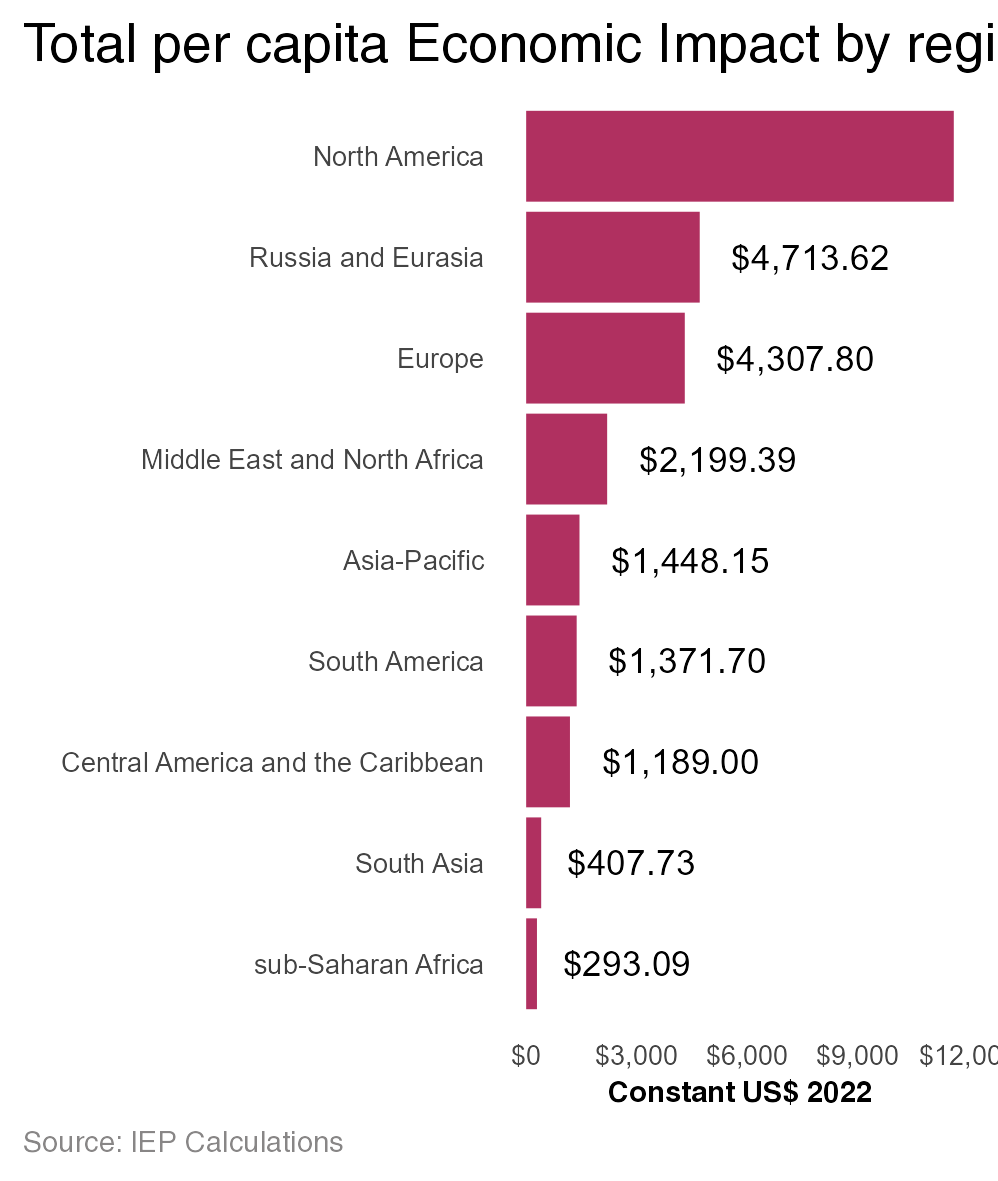 Total per capita Economic Impact by regi
North America
Russia and Eurasia $4,713.62
Europe $4,307.80
Middle East and North Africa $2,199.39
Asia-Pacific $1,448.15
South America $1,371.70
Central America and the Caribbean $1,189.00
South Asia $407.73
sub-Saharan Africa $293.09
$0 $3,000 $6,000 $9,000 $12,00
Constant US$ 2022
Source: IEP Calculations